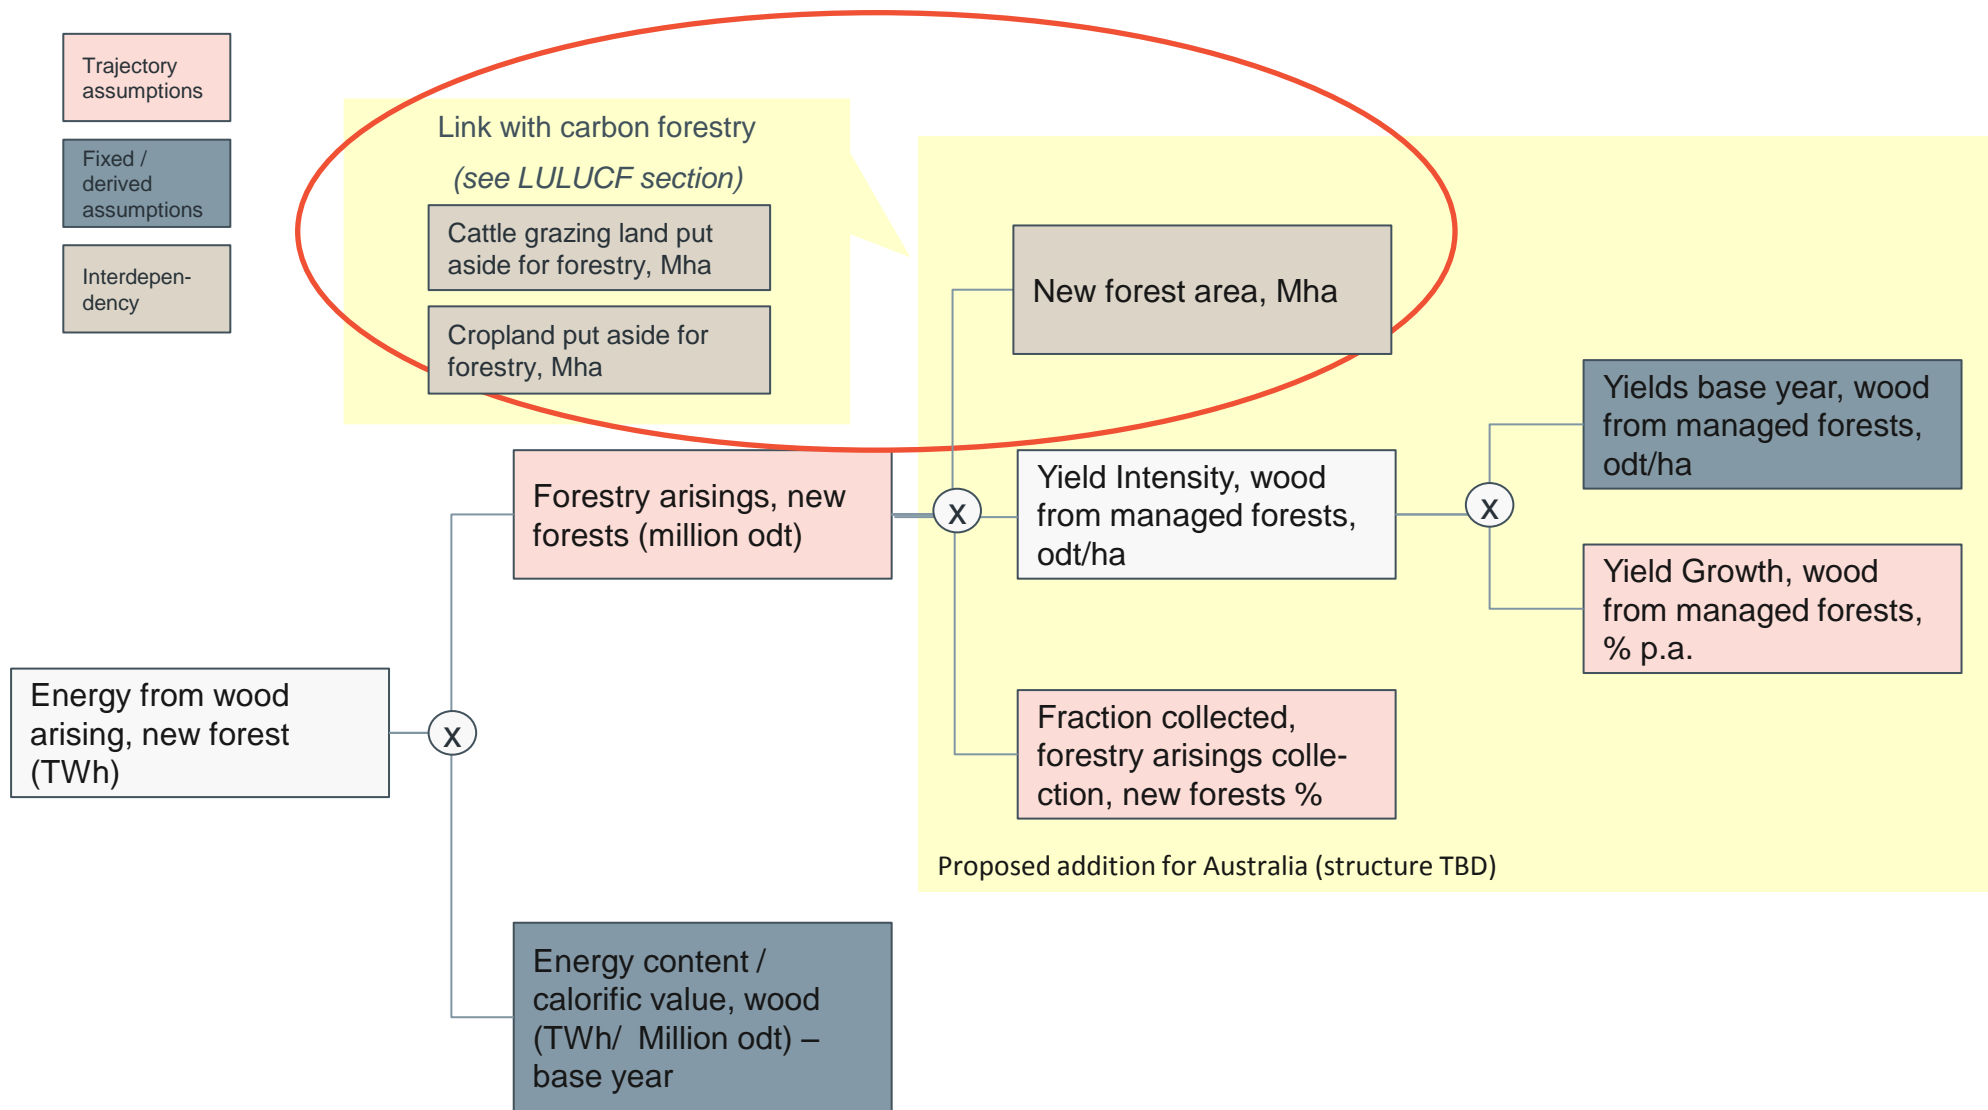 Trajectory
assumptions
Fixed /
derived
assumptions
Interdepen-
dency
Link with carbon forestry
(see LULUCF section)
Cattle grazing land put
aside for forestry, Mha
Cropland put aside for
forestry, Mha
New forest area, Mha
Yields base year, wood
from managed forests,
odt/ha
Forestry arisings, new
forests (million odt)
x
Yield Intensity, wood
from managed forests,
odt/ha
x
Yield Growth, wood
from managed forests,
% p.a.
Energy from wood
arising, new forest
(TWh)
x
Fraction collected,
forestry arisings colle-
ction, new forests %
Proposed addition for Australia (structure TBD)
Energy content /
calorific value, wood
(TWh/ Million odt) –
base year